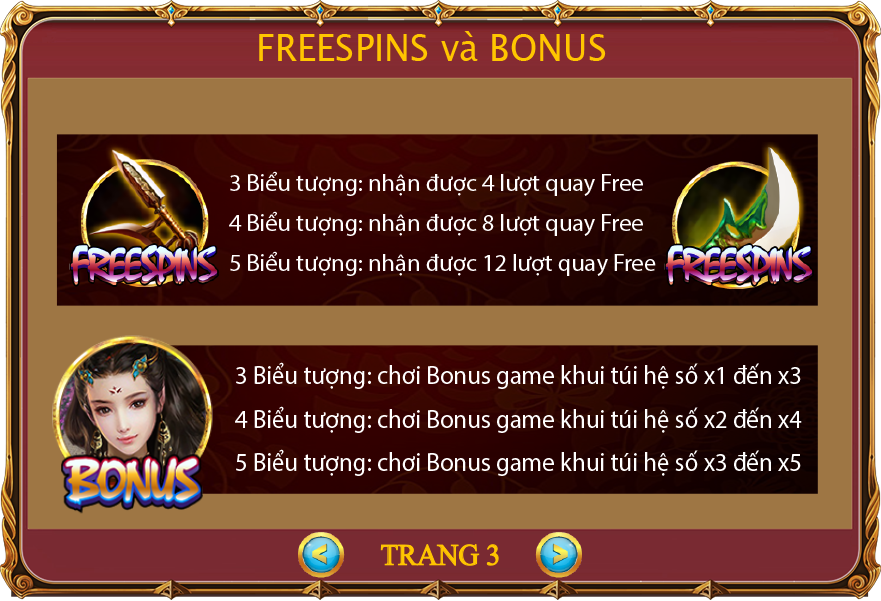 FREESPINS và BONUS
3 Biểu tượng: nhận được 4 lượt quay Free
4 Biểu tượng: nhận được 8 lượt quay Free
5 Biểu tượng: nhận được 12 lượt quay Free
FREESPINS
FREESPINS
3 Biểu tượng: chơi Bonus game khui túi hệ số x1 đến x3
4 Biểu tượng: chơi Bonus game khui túi hệ số x2 đến x4
5 Biểu tượng: chơi Bonus game khui túi hệ số x3 đến x5
BONUS
< TRANG 3 >